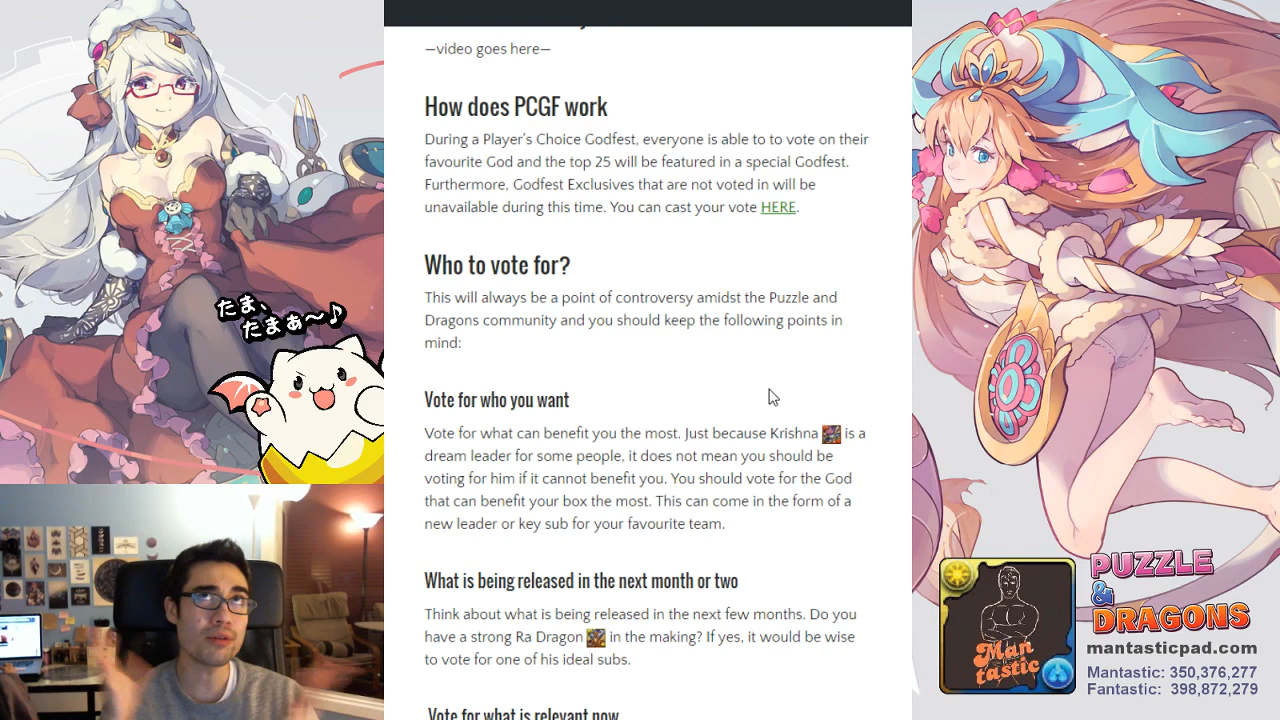 —video goes here—
How does PCGF work
During a Player's Choice Godfest, everyone is able to to vote on their
favourite God and the top 25 will be featured in a special Godfest.
Furthermore, Godfest Exclusives that are not voted in will be
unavailable during this time. You can cast your vote HERE.
Who to vote for?
This will always be a point of controversy amidst the Puzzle and
Dragons community and you should keep the following points in
mind:
Vote for who you want
Vote for what can benefit you the most. Just because Krishna is a
dream leader for some people, it does not mean you should be
voting for him if it cannot benefit you. You should vote for the God
that can benefit your box the most. This can come in the form of a
new leader or key sub for your favourite team.
What is being released in the next month or two
Think about what is being released in the next few months. Do you
have a strong Ra Dragon in the making? If yes, it would be wise
to vote for one of his ideal subs.
Vote for what is relevant now
たま、
たまぁ〜♪
Man
tastic
PUZZLE
&
DRAGONS
mantasticpad.com
Mantastic: 350,376,277
Fantastic: 398,872,279